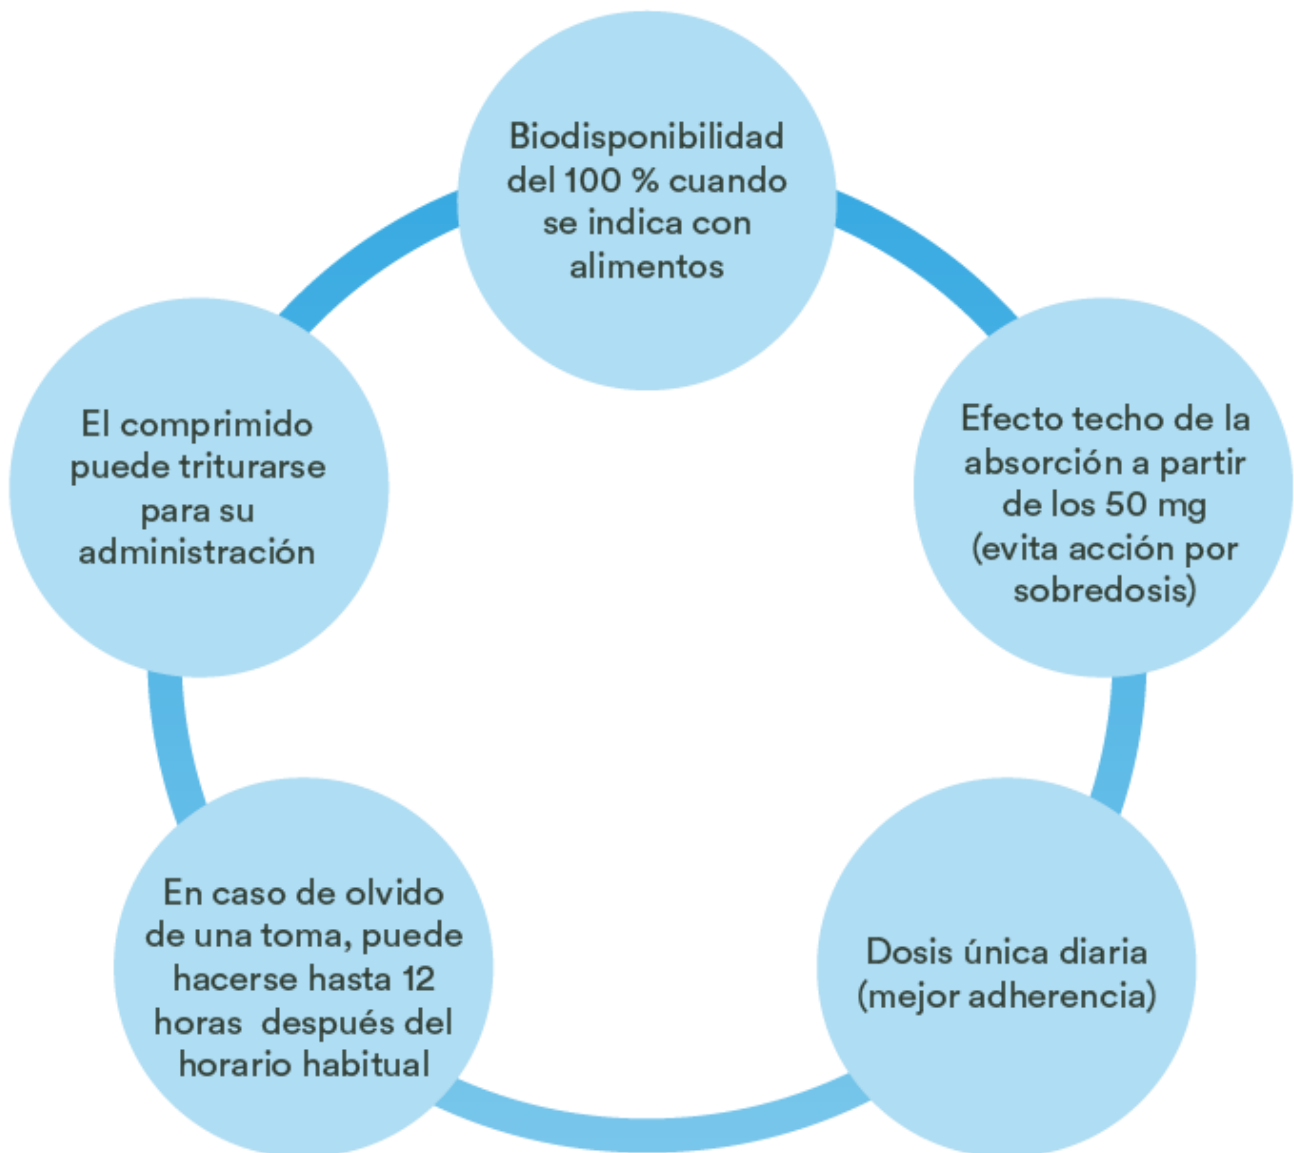 Biodisponibilidad
del 100 % cuando
se indica con
alimentos
Efecto techo de la
absorción a partir
de los 50 mg
(evita acción por
sobredosis)
Dosis única diaria
(mejor adherencia)
En caso de olvido
de una toma, puede
hacerse hasta 12
horas después del
horario habitual
El comprimido
puede triturarse
para su
administración